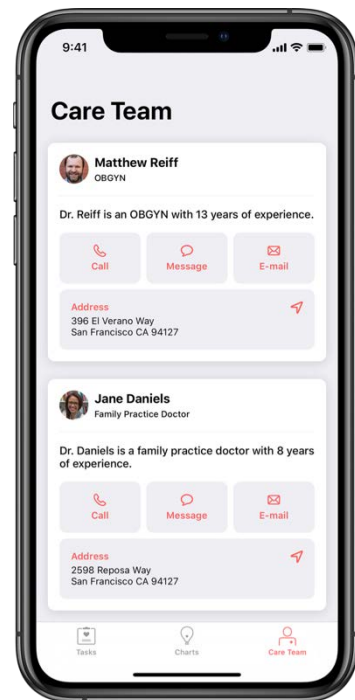 9:41
Care Team
Matthew Reiff
OBGYN
Dr. Reiff is an OBGYN with 13 years of experience.
Call
Message
E-mail
Address
396 El Verano Way
San Francisco CA 94127
Jane Daniels
Family Practice Doctor
Dr. Daniels is a family practice doctor with 8 years
of experience.
Call
Message
E-mail
Address
2598 Reposa Way
San Francisco CA 94127
Tasks
Charts
Care Team